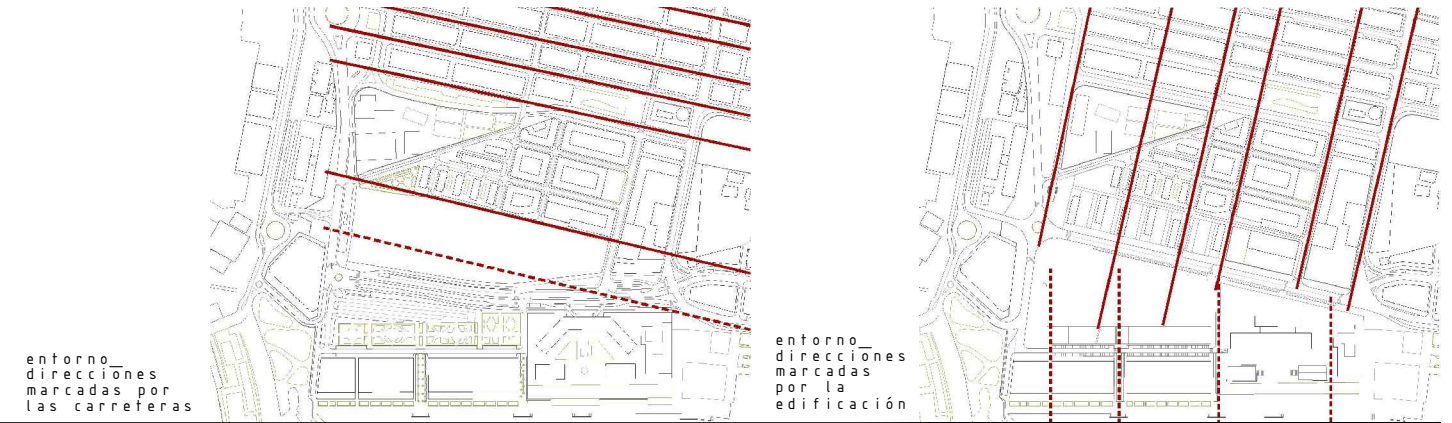 entorno_
direcciones
marcadas por
las carreteras
entorno_
direcciones
marcadas
por la
edificación